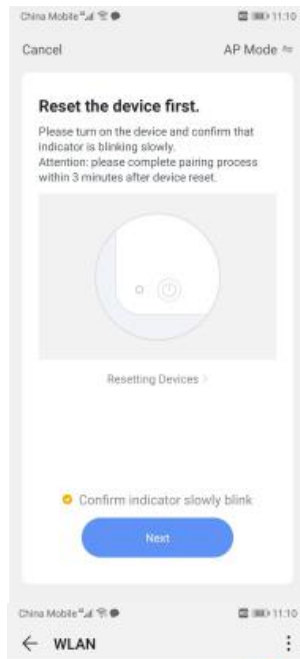 China Mobile
11:10
Cancel
AP Mode
Reset the device first.
Please turn on the device and confirm that
indicator is blinking slowly.
Attention: please complete pairing process
within 3 minutes after device reset.
Resetting Devices >
Confirm indicator slowly blink
Next
China Mobile
11:10
WLAN